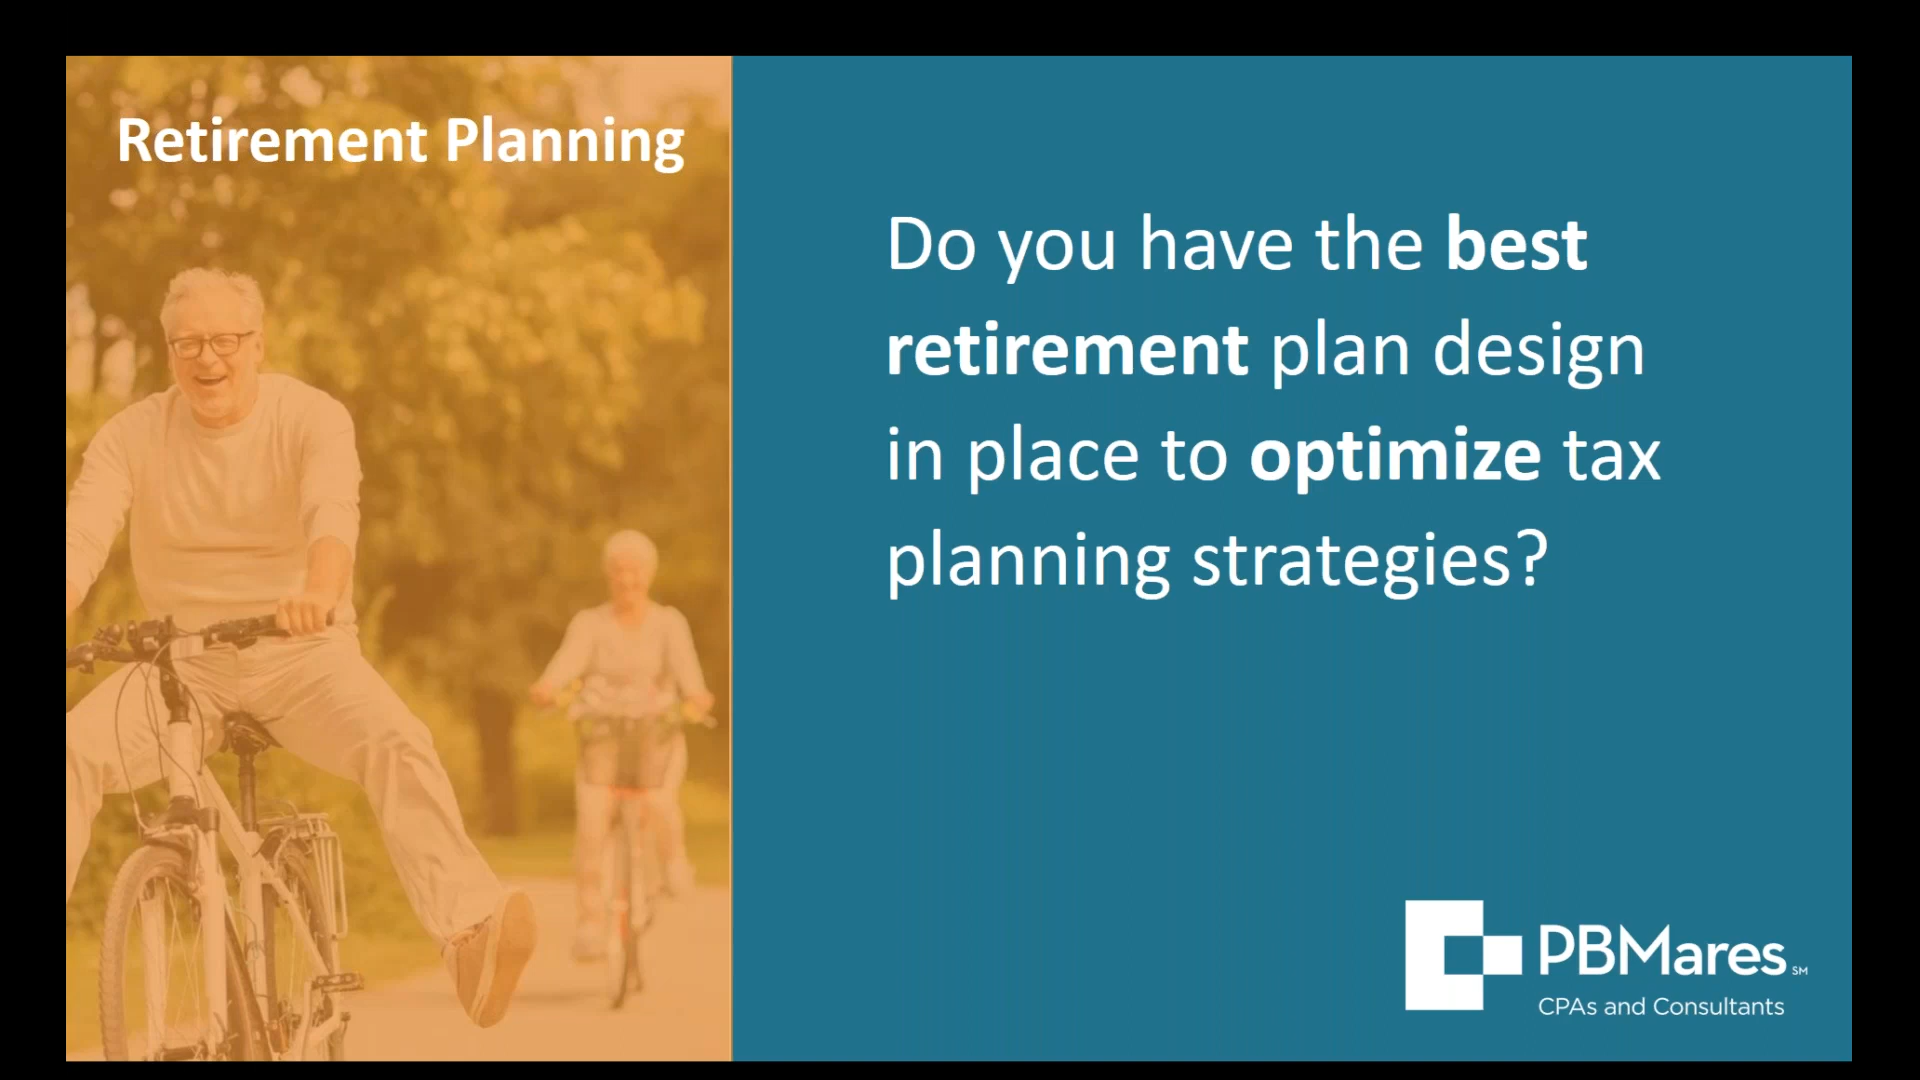 Retirement Planning
Do you have the best
retirement plan design
in place to optimize tax
planning strategies?
PBMares SM
CPAs and Consultants